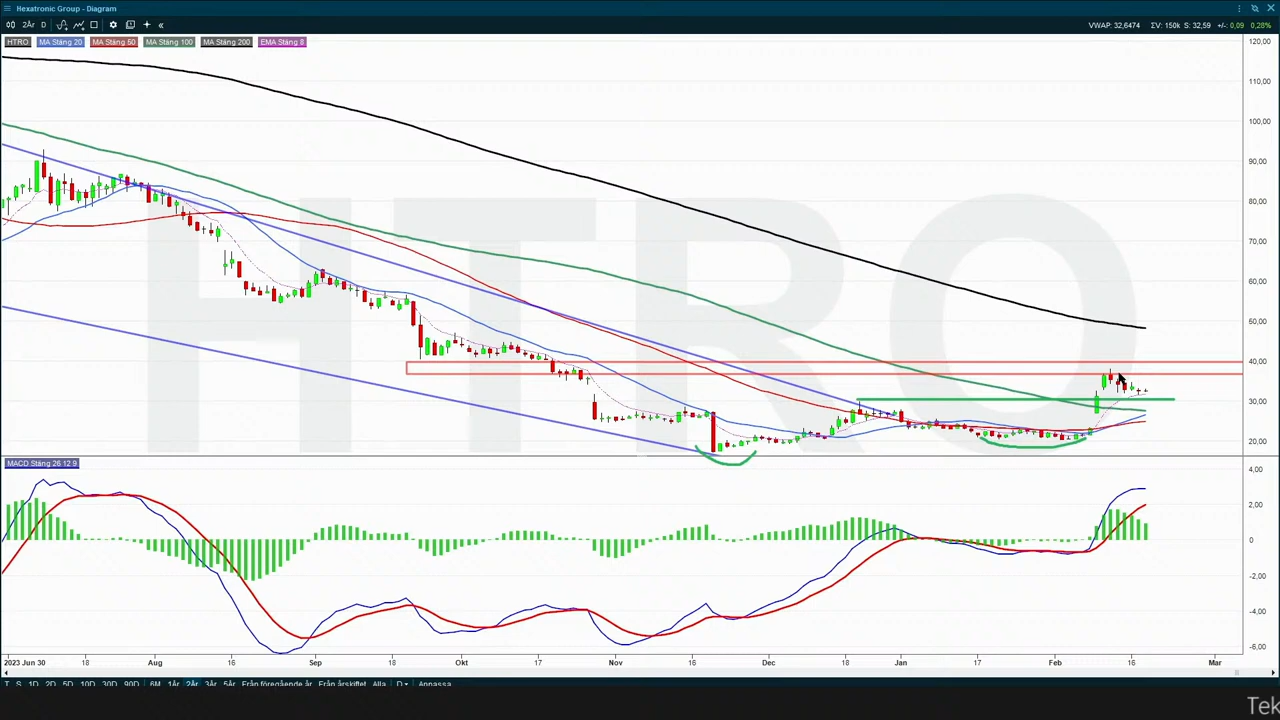 Hexatronic Group - Diagram
2År D «
VWAP: 32,6474 ΣV: 150k S: 32,59 +/-: 0,09 0,28%
HTRO MA Stäng 20 MA Stäng 50 MA Stäng 100 MA Stäng 200 EMA Stäng 8
120,00
110,00
100,00
90,00
80,00
70,00
60,00
50,00
40,00
30,00
20,00
HTRO
MACD Stäng 26 12 9
4,00
2,00
0
-2,00
-4,00
-6,00
2023 Jun 30 18 Aug 16 Sep 18 Okt 17 Nov 16 Dec 18 Jan 17 Feb 16 Mar
T S 1D 2D 5D 10D 30D 90D 6M 1År 2År 3År 5År Från föregående år Från årsskiftet Alla D Anpassa
Tek